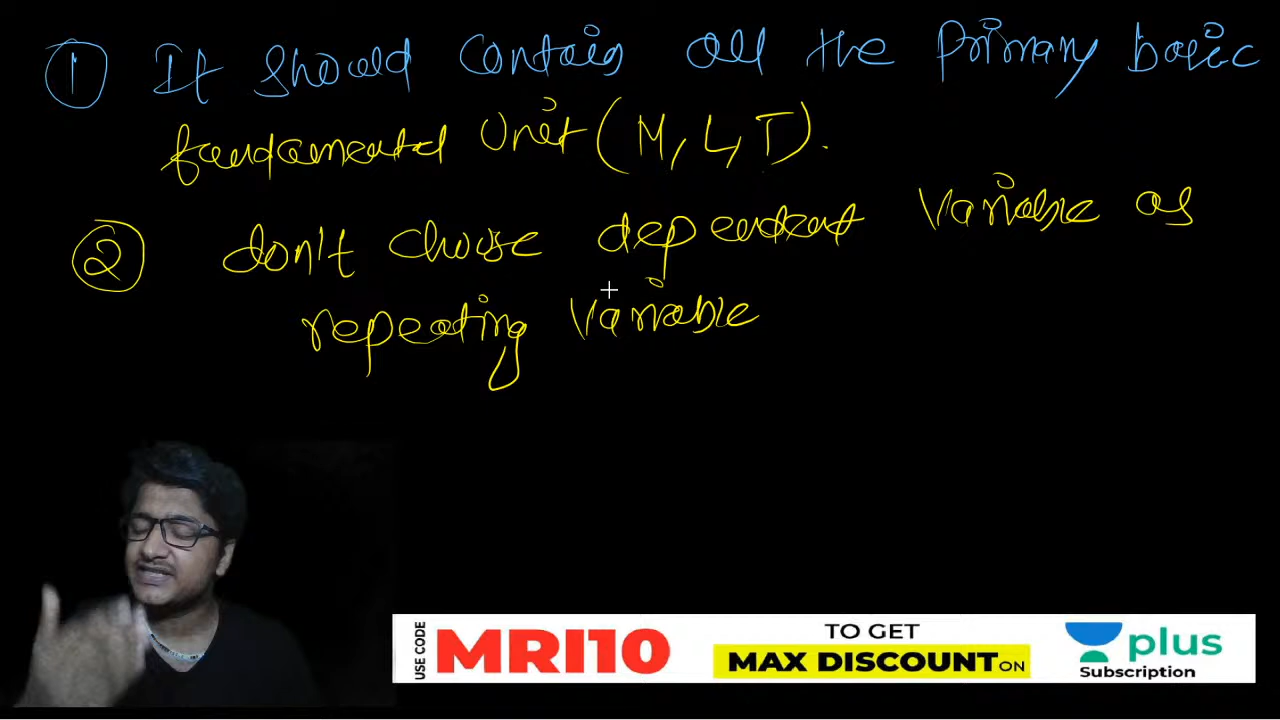 ① It should contain all the Primary basic
fundamental Unit (M, L, T).
② don't choose dependent Variable as
repeating Variable
USE CODE
MRI10
TO GET
MAX DISCOUNT ON
plus
Subscription